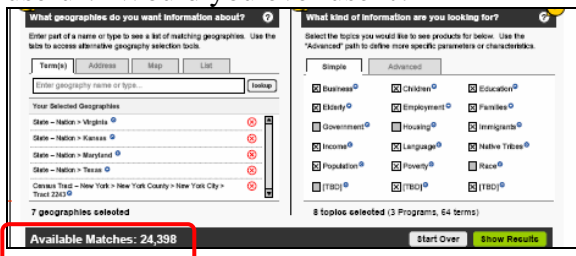 What geographies do you want information about?
Enter part of a name or type to see a list of matching geographies. Use the
tabs to access alternative geography selection tools.
Term(s) Address Map List
Enter geography name or type... lookup
Your Selected Geographies
State – Nation > Virginia
State – Nation > Kansas
State – Nation > Maryland
State – Nation > Texas
Census Tract – New York > New York County > New York City >
Tract 2243
7 geographies selected
What kind of information are you looking for?
Select the topics you would like to see products for below. Use the
"Advanced" path to define more specific parameters or characteristics.
Simple Advanced
Business Children Education
Elderly Employment Families
Government Housing Immigrants
Income Language Native Tribes
Population Poverty Race
[TBD] [TBD] [TBD]
8 topics selected (3 Programs, 64 terms)
Available Matches: 24,398 Start Over Show Results